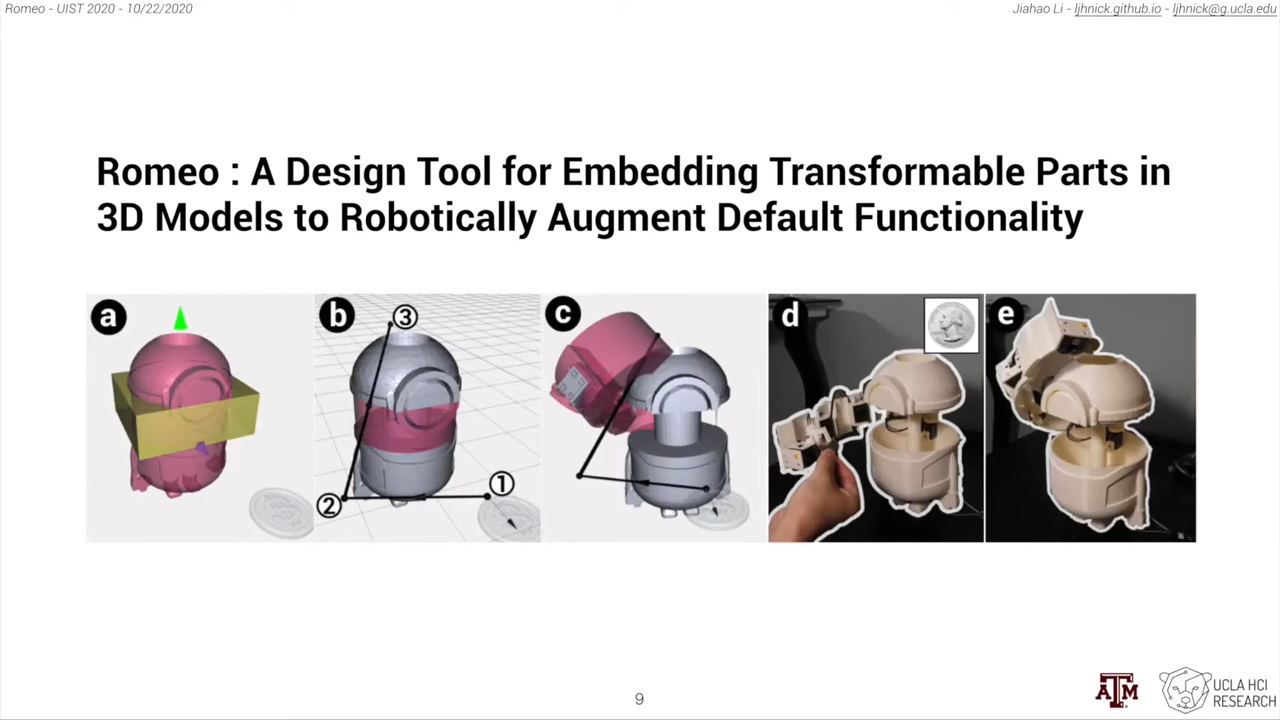 Romeo - UIST 2020 - 10/22/2020
Jiahao Li - ljhnick.github.io - ljhnick@g.ucla.edu
Romeo : A Design Tool for Embedding Transformable Parts in
3D Models to Robotically Augment Default Functionality
a
b
③
①
②
c
d
e
9
ATM
UCLA HCI
RESEARCH